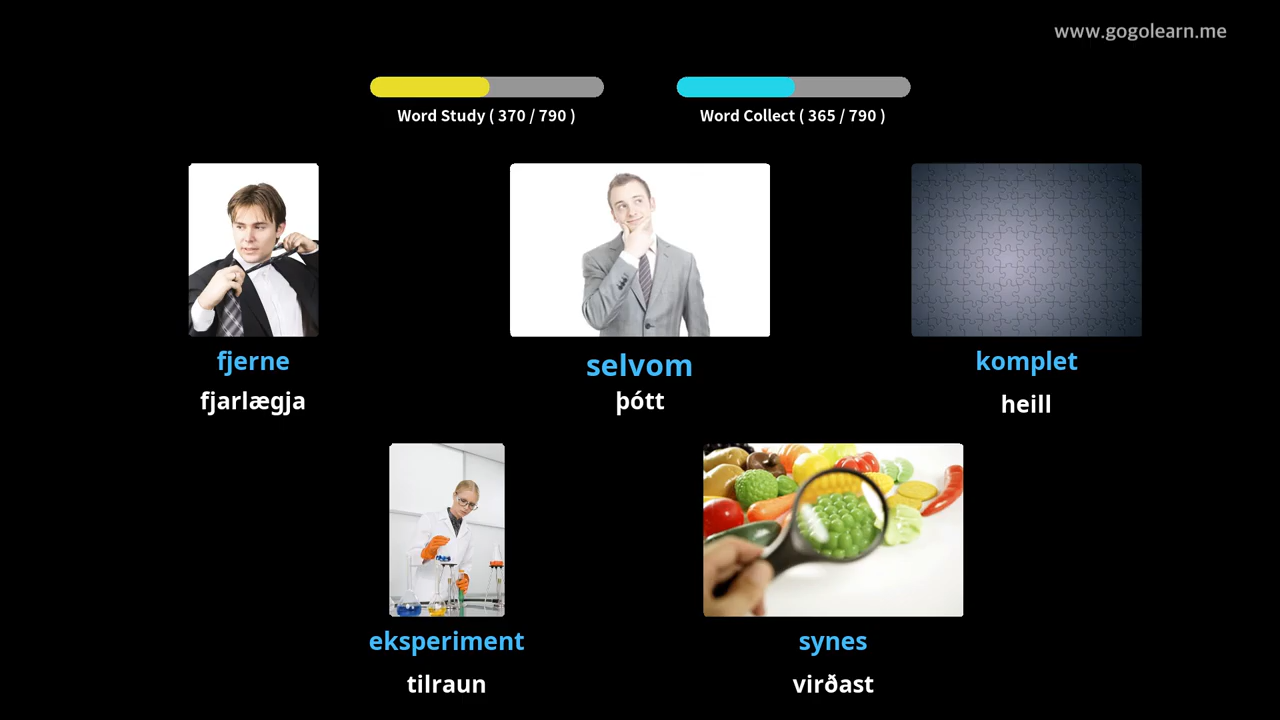 www.gogolearn.me
Word Study ( 370 / 790 )
Word Collect ( 365 / 790 )
fjerne
fjarlægja
selvom
þótt
komplet
heill
eksperiment
tilraun
synes
virðast